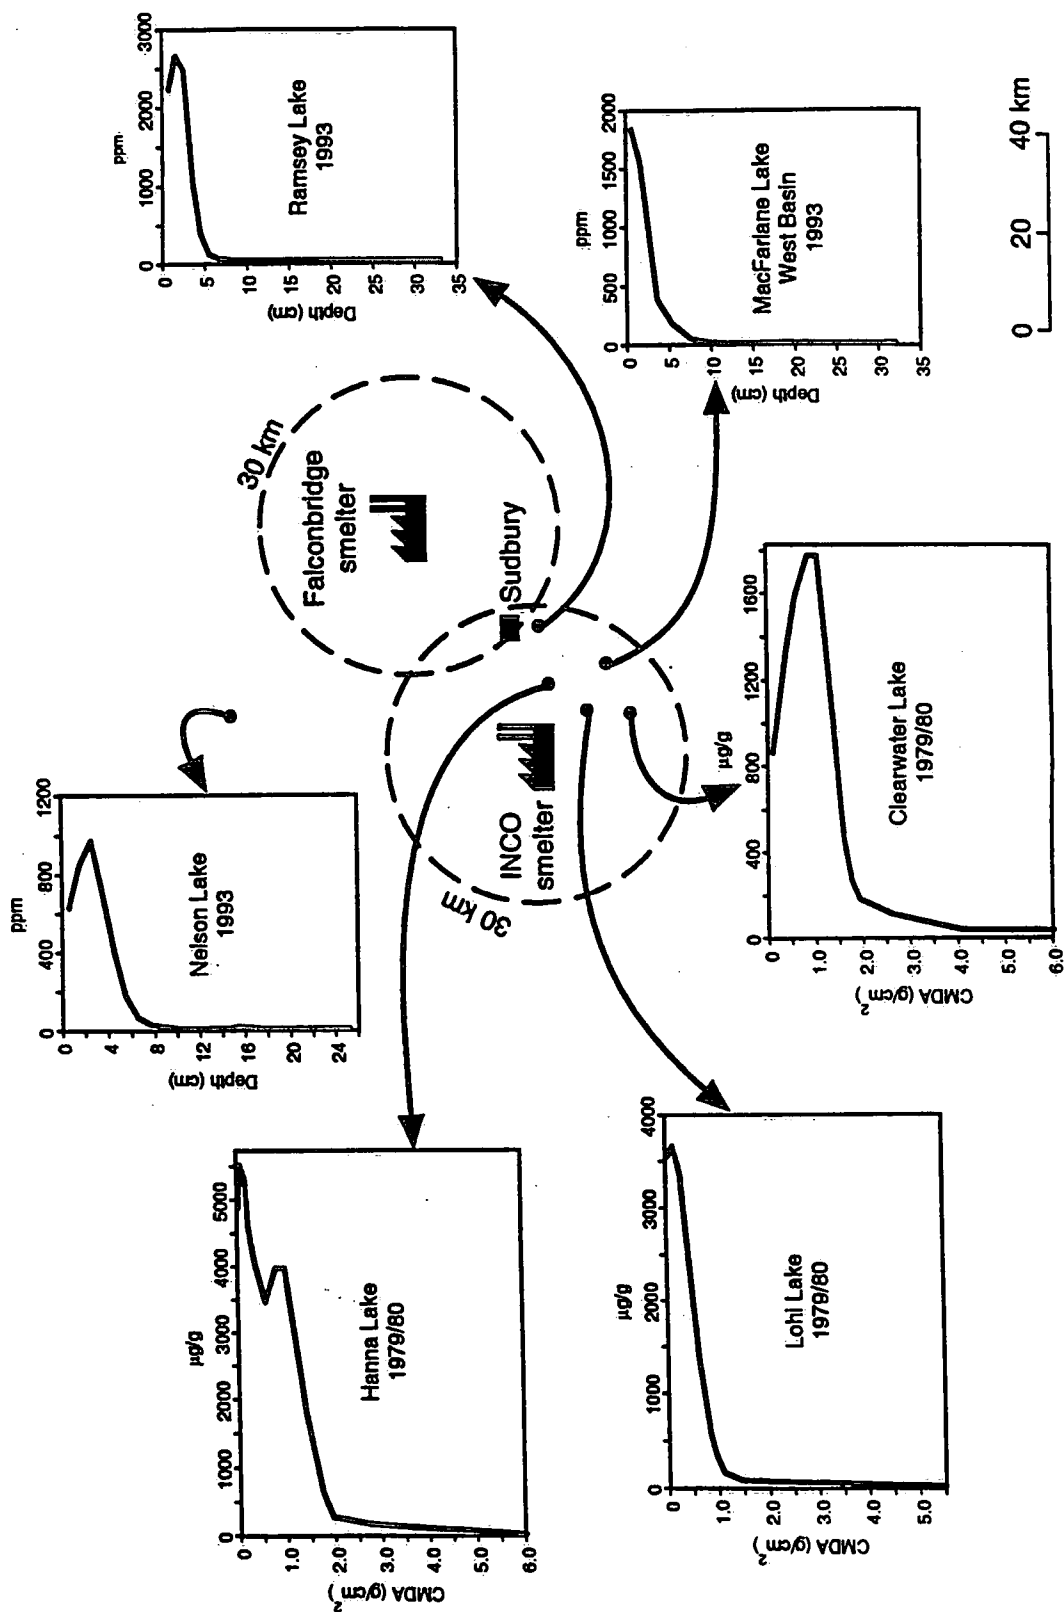 µg/g
0
1000
2000
3000
4000
5000
0
1.0
2.0
3.0
4.0
5.0
6.0
CMDA (g/cm²)
Hanna Lake
1979/80
ppm
0
400
800
1200
0
4
8
12
16
20
24
Depth (cm)
Nelson Lake
1993
ppm
0
1000
2000
3000
0
5
10
15
20
25
30
35
Depth (cm)
Ramsey Lake
1993
30 km
Falconbridge
smelter
Sudbury
INCO
smelter
30 km
µg/g
0
1000
2000
3000
4000
0
1.0
2.0
3.0
4.0
5.0
CMDA (g/cm²)
Lohi Lake
1979/80
µg/g
0
400
800
1200
1600
0
1.0
2.0
3.0
4.0
5.0
6.0
CMDA (g/cm²)
Clearwater Lake
1979/80
ppm
0
500
1000
1500
2000
0
5
10
15
20
25
30
35
Depth (cm)
MacFarlane Lake
West Basin
1993
0
20
40 km